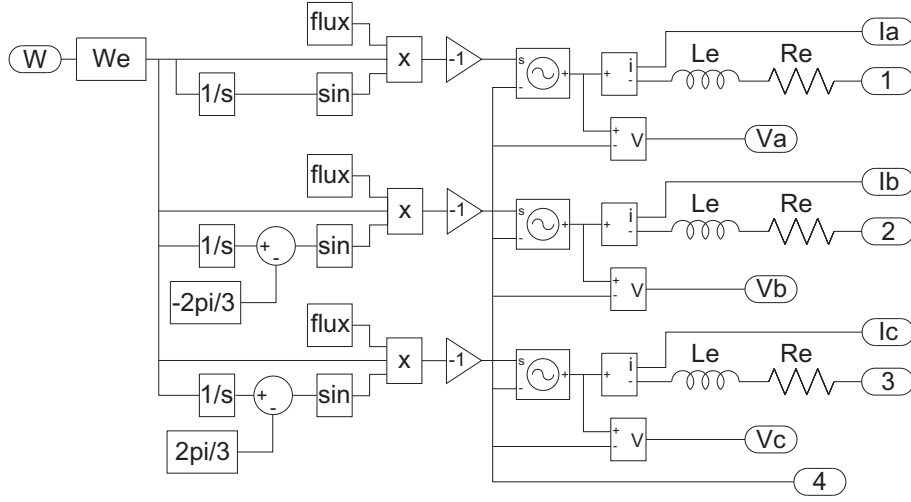 flux
Ia
W
We
x
-1
s
+
-
+
i
-
Le
Re
1
1/s
sin
+
-
V
Va
flux
Ib
x
-1
s
+
-
+
i
-
Le
Re
2
1/s
+
-
sin
+
-
V
Vb
-2pi/3
flux
Ic
x
-1
s
+
-
+
i
-
Le
Re
3
1/s
+
-
sin
+
-
V
Vc
2pi/3
4